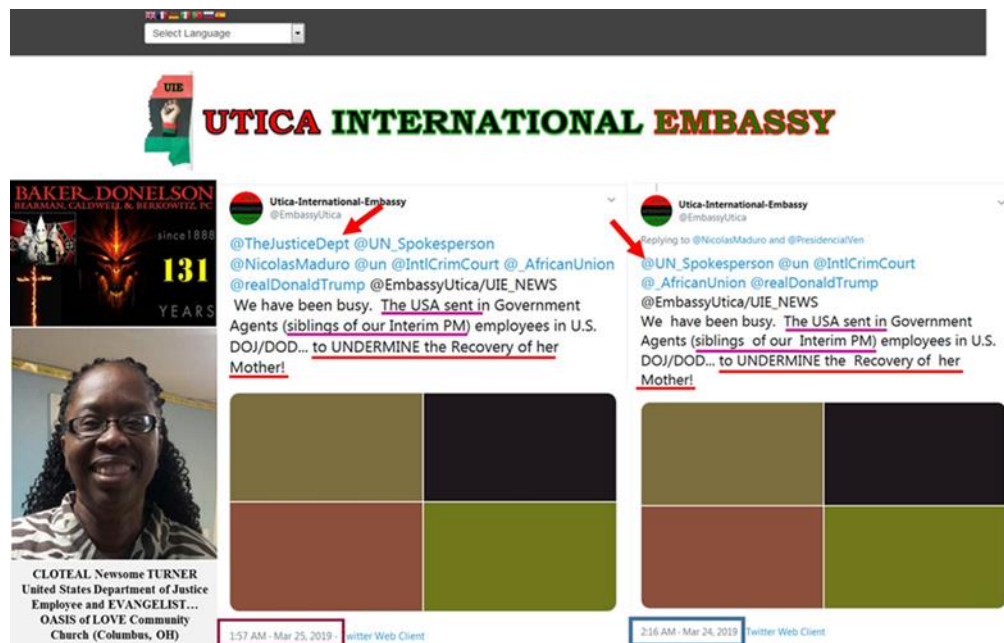 Select Language
UIE
UTICA INTERNATIONAL EMBASSY
BAKER DONELSON
BEARMAN, CALDWELL & BERKOWITZ, PC
since 1888
131
YEARS
CLOTEAL Newsome TURNER
United States Department of Justice
Employee and EVANGELIST…
OASIS of LOVE Community
Church (Columbus, OH)
Utica-International-Embassy
@EmbassyUtica
@TheJusticeDept @UN_Spokesperson
@NicolasMaduro @un @IntlCrimCourt @_AfricanUnion
@realDonaldTrump @EmbassyUtica/UIE_NEWS
We have been busy. The USA sent in Government
Agents (siblings of our Interim PM) employees in U.S.
DOJ/DOD... to UNDERMINE the Recovery of her
Mother!
1:57 AM - Mar 25, 2019 - Twitter Web Client
Utica-International-Embassy
@EmbassyUtica
Replying to @NicolasMaduro and @PresidencialVen
@UN_Spokesperson @un @IntlCrimCourt
@_AfricanUnion @realDonaldTrump
@EmbassyUtica/UIE_NEWS
We have been busy. The USA sent in Government
Agents (siblings of our Interim PM) employees in U.S.
DOJ/DOD... to UNDERMINE the Recovery of her
Mother!
2:16 AM - Mar 24, 2019 Twitter Web Client